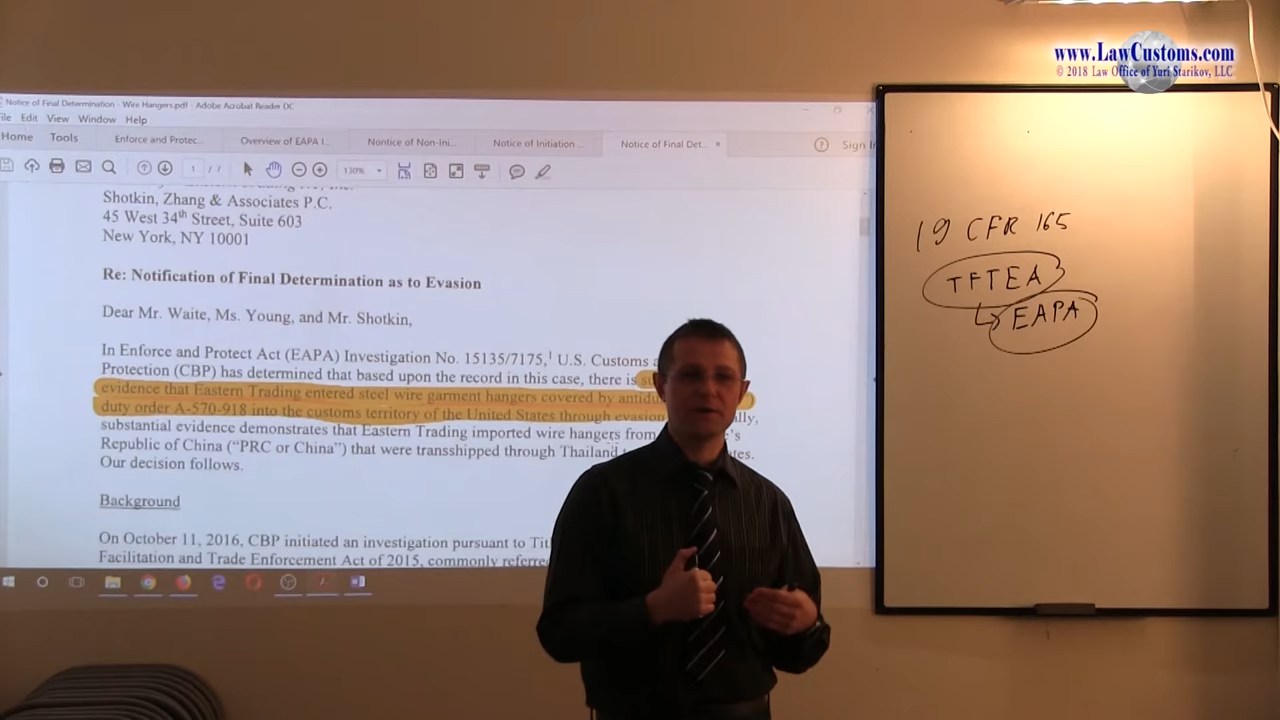 www.LawCustoms.com
© 2018 Law Office of Yuri Starikov, LLC
Notice of Final Determination - Wire Hangers.pdf - Adobe Acrobat Reader DC
File Edit View Window Help
Home Tools Enforce and Protec... Overview of EAPA I... Nontice of Non-Ini... Notice of Initiation ... Notice of Final Det... × Sign In
1 / 7 130%
Shotkin, Zhang & Associates P.C.
45 West 34th Street, Suite 603
New York, NY 10001
Re: Notification of Final Determination as to Evasion
Dear Mr. Waite, Ms. Young, and Mr. Shotkin,
In Enforce and Protect Act (EAPA) Investigation No. 15135/7175,1 U.S. Customs a
Protection (CBP) has determined that based upon the record in this case, there is
evidence that Eastern Trading entered steel wire garment hangers covered by antidu
duty order A-570-918 into the customs territory of the United States through evasion ally,
substantial evidence demonstrates that Eastern Trading imported wire hangers from 's
Republic of China ("PRC or China") that were transshipped through Thailand tes.
Our decision follows.
Background
On October 11, 2016, CBP initiated an investigation pursuant to Titl
Facilitation and Trade Enforcement Act of 2015, commonly referre
19 CFR 165
TFTEA
EAPA